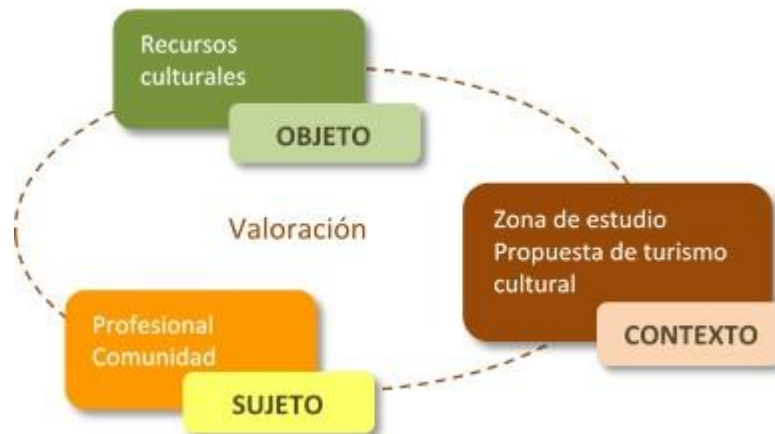 Recursos
culturales
OBJETO
Valoración
Zona de estudio
Propuesta de turismo
cultural
CONTEXTO
Profesional
Comunidad
SUJETO